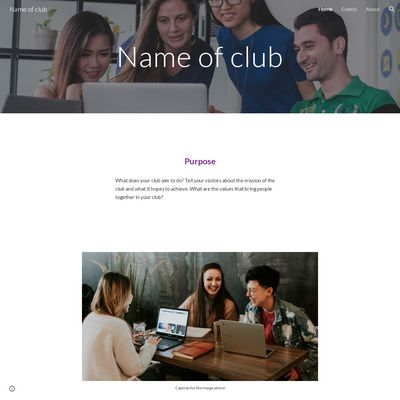 Name of club
Home Events About
Name of club
Purpose
What does your club aim to do? Tell your visitors about the mission of the
club and what it hopes to achieve. What are the values that bring people
together in your club?
Caption for the image above